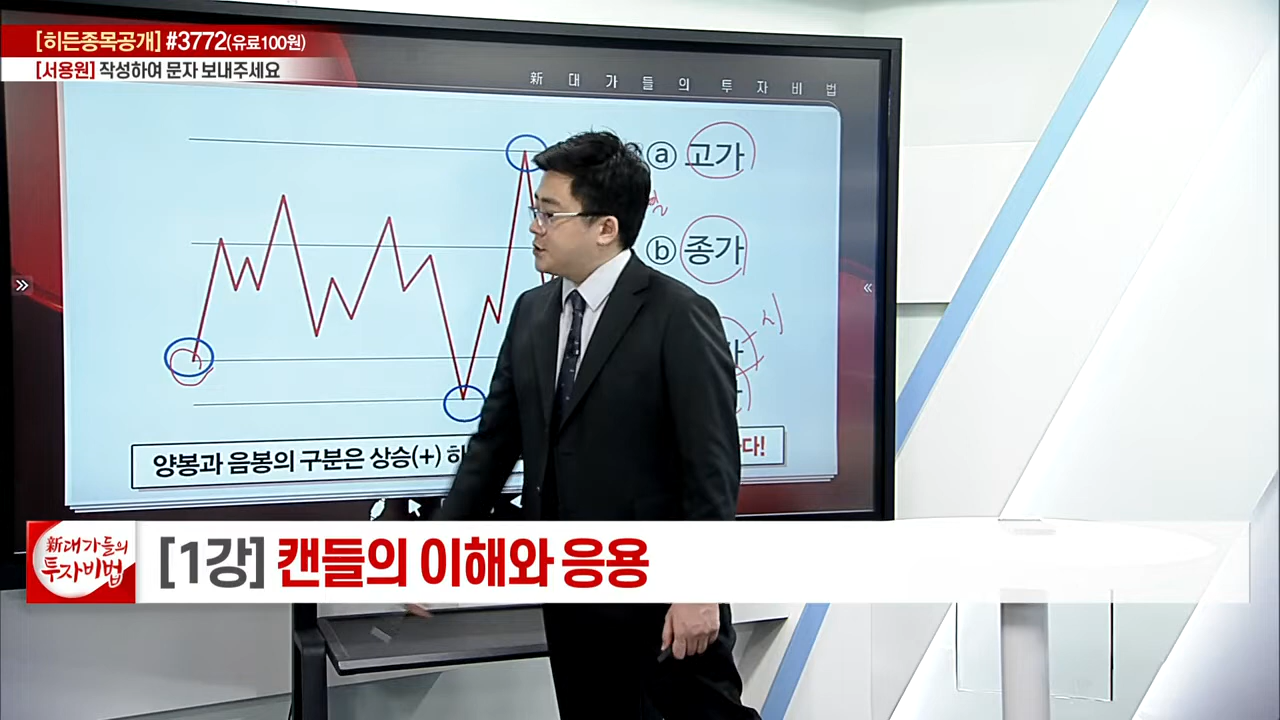 [히든종목공개] #3772(유료100원)
[서용원] 작성하여 문자 보내주세요
新 대 가 들 의 투 자 비 법
ⓐ 고가
ⓑ 종가
시
양봉과 음봉의 구분은 상승(+) 하
다!
新대가들의
투자비법
[1강] 캔들의 이해와 응용